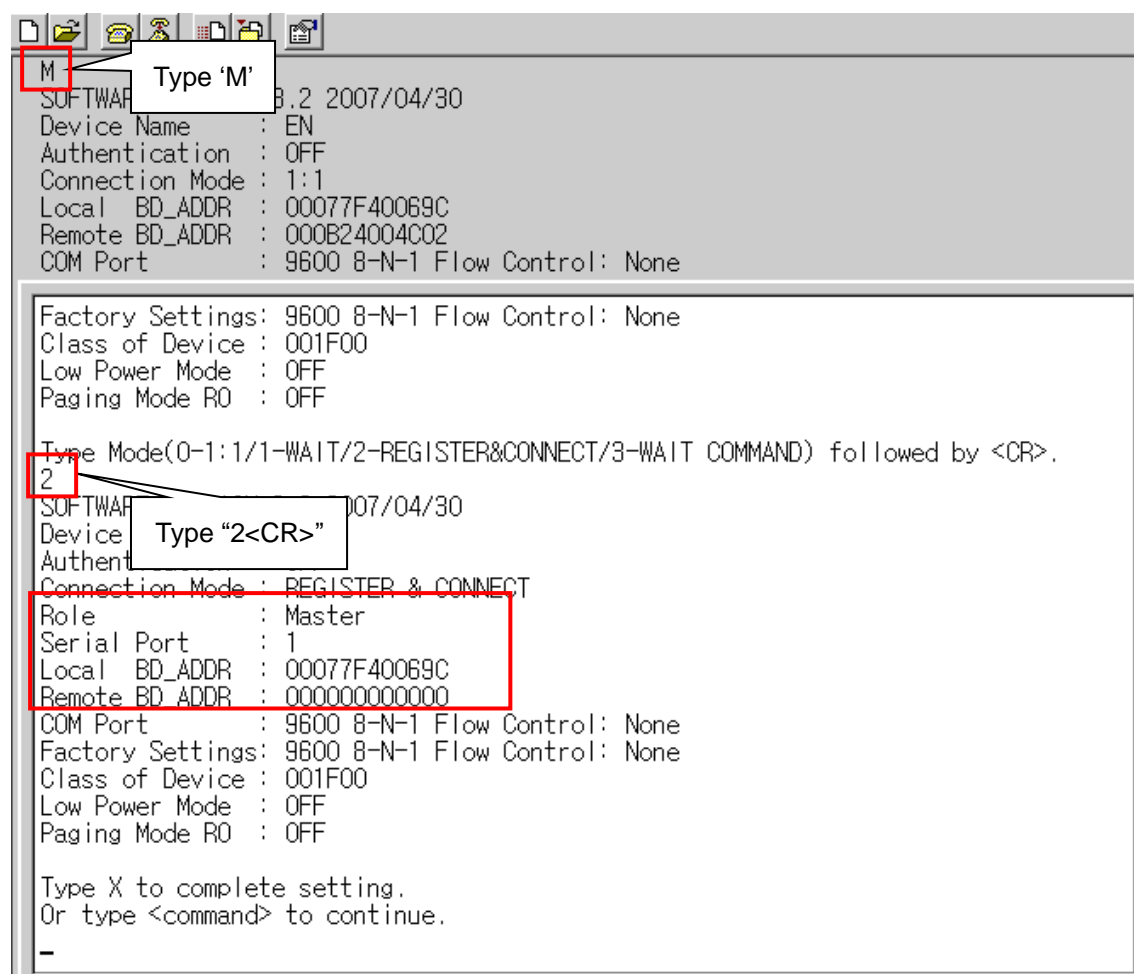 M
Type ‘M’
SOFTWAR 3.2 2007/04/30
Device Name : EN
Authentication : OFF
Connection Mode : 1:1
Local BD_ADDR : 00077F40069C
Remote BD_ADDR : 000B24004C02
COM Port : 9600 8-N-1 Flow Control: None
Factory Settings: 9600 8-N-1 Flow Control: None
Class of Device : 001F00
Low Power Mode : OFF
Paging Mode RO : OFF
Type Mode(0-1:1/1-WAIT/2-REGISTER&CONNECT/3-WAIT COMMAND) followed by <CR>.
2
SOFTWAR 007/04/30
Device
Type “2<CR>”
Authent
Connection Mode : REGISTER & CONNECT
Role : Master
Serial Port : 1
Local BD_ADDR : 00077F40069C
Remote BD_ADDR : 000000000000
COM Port : 9600 8-N-1 Flow Control: None
Factory Settings: 9600 8-N-1 Flow Control: None
Class of Device : 001F00
Low Power Mode : OFF
Paging Mode RO : OFF
Type X to complete setting.
Or type <command> to continue.